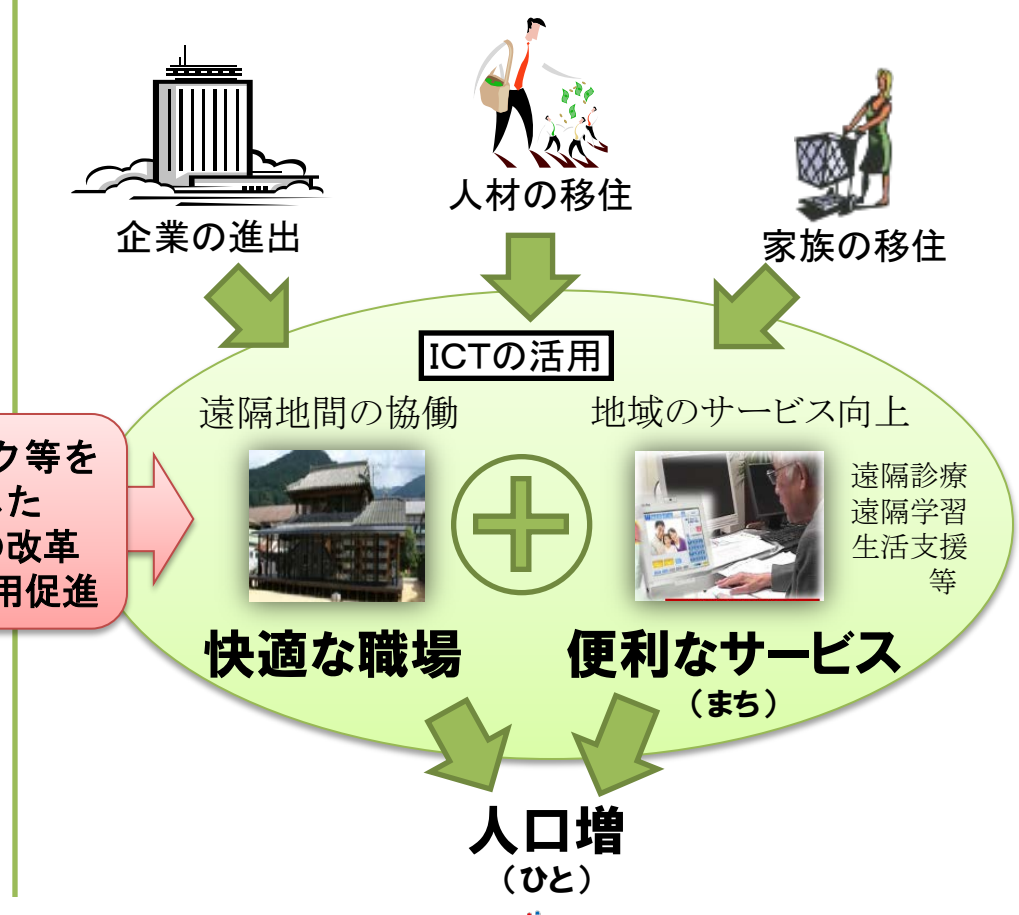 人材の移住
企業の進出
家族の移住
ICTの活用
遠隔地間の協働
地域のサービス向上
ク等を
た
の改革
用促進
遠隔診療
遠隔学習
生活支援
等
快適な職場
便利なサービス
（まち）
人口増
（ひと）